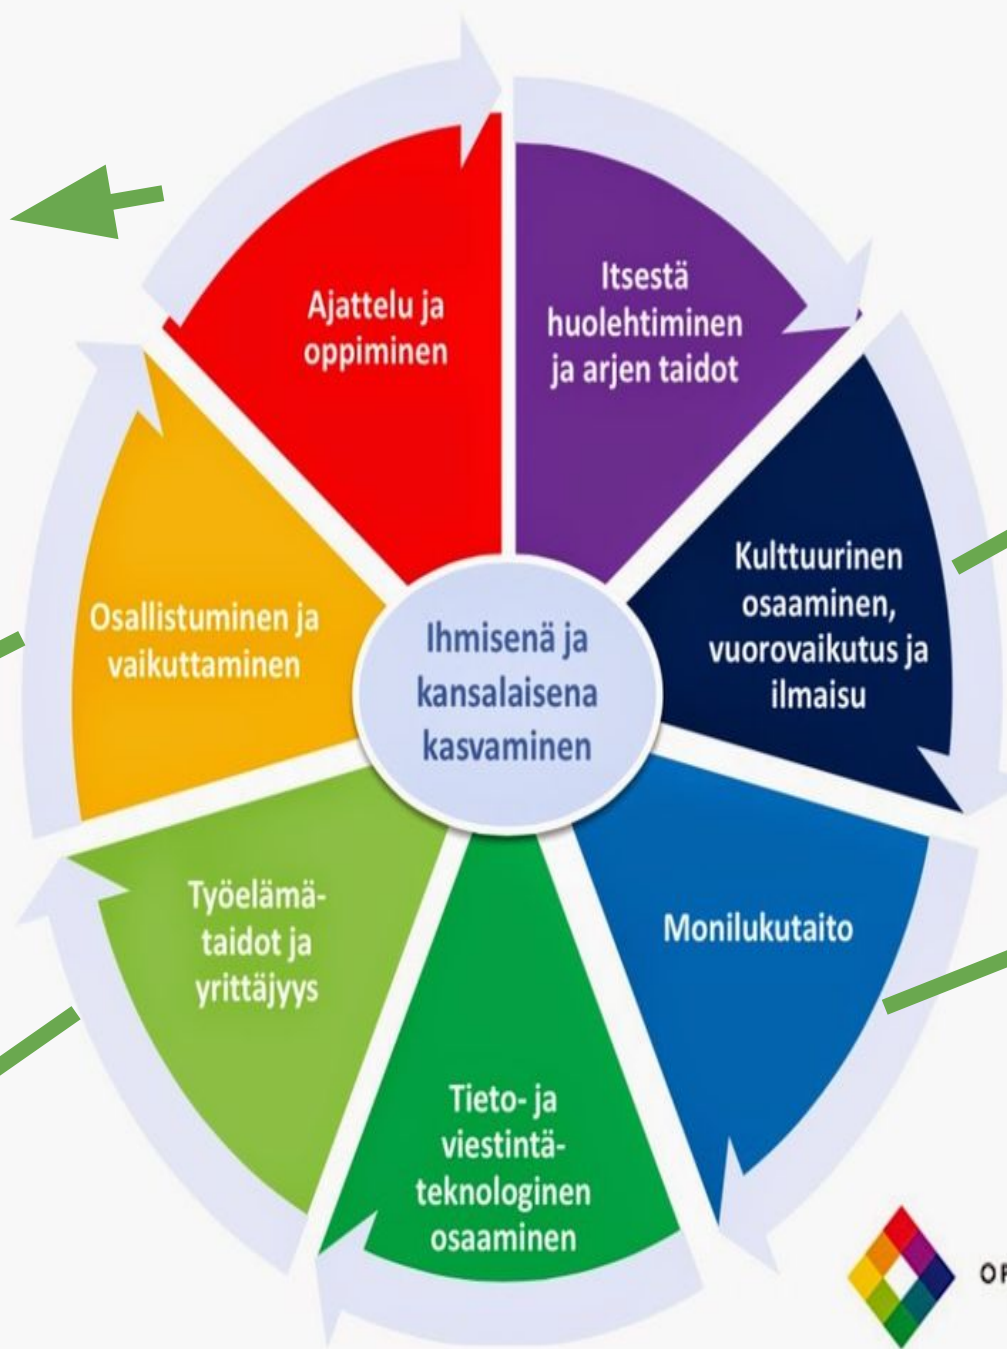 Ajattelu ja
oppiminen
Itsestä
huolehtiminen
ja arjen taidot
Kulttuurinen
osaaminen,
vuorovaikutus ja
ilmaisu
Monilukutaito
Tieto- ja
viestintä-
teknologinen
osaaminen
Työelämä-
taidot ja
yrittäjyys
Osallistuminen ja
vaikuttaminen
Ihmisenä ja
kansalaisena
kasvaminen